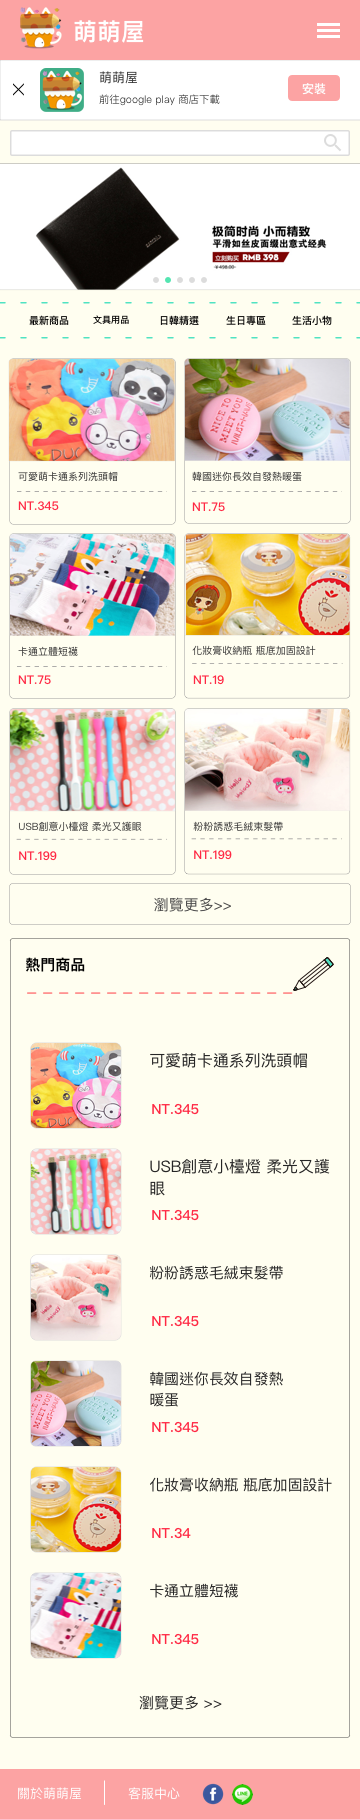 萌萌屋
萌萌屋
前往google play 商店下載
安裝
极简时尚 小而精致
平滑如丝皮面缀出意式经典
立刻购买 RMB 398
最新商品
文具用品
日韓精選
生日專區
生活小物
可愛萌卡通系列洗頭帽
NT.345
韓國迷你長效自發熱暖蛋
NT.75
卡通立體短襪
NT.75
化妝膏收納瓶 瓶底加固設計
NT.19
USB創意小檯燈 柔光又護眼
NT.199
粉粉誘惑毛絨束髮帶
NT.199
瀏覽更多>>
熱門商品
可愛萌卡通系列洗頭帽
NT.345
USB創意小檯燈 柔光又護
眼
NT.345
粉粉誘惑毛絨束髮帶
NT.345
韓國迷你長效自發熱
暖蛋
NT.345
化妝膏收納瓶 瓶底加固設計
NT.34
卡通立體短襪
NT.345
瀏覽更多 >>
關於萌萌屋
客服中心